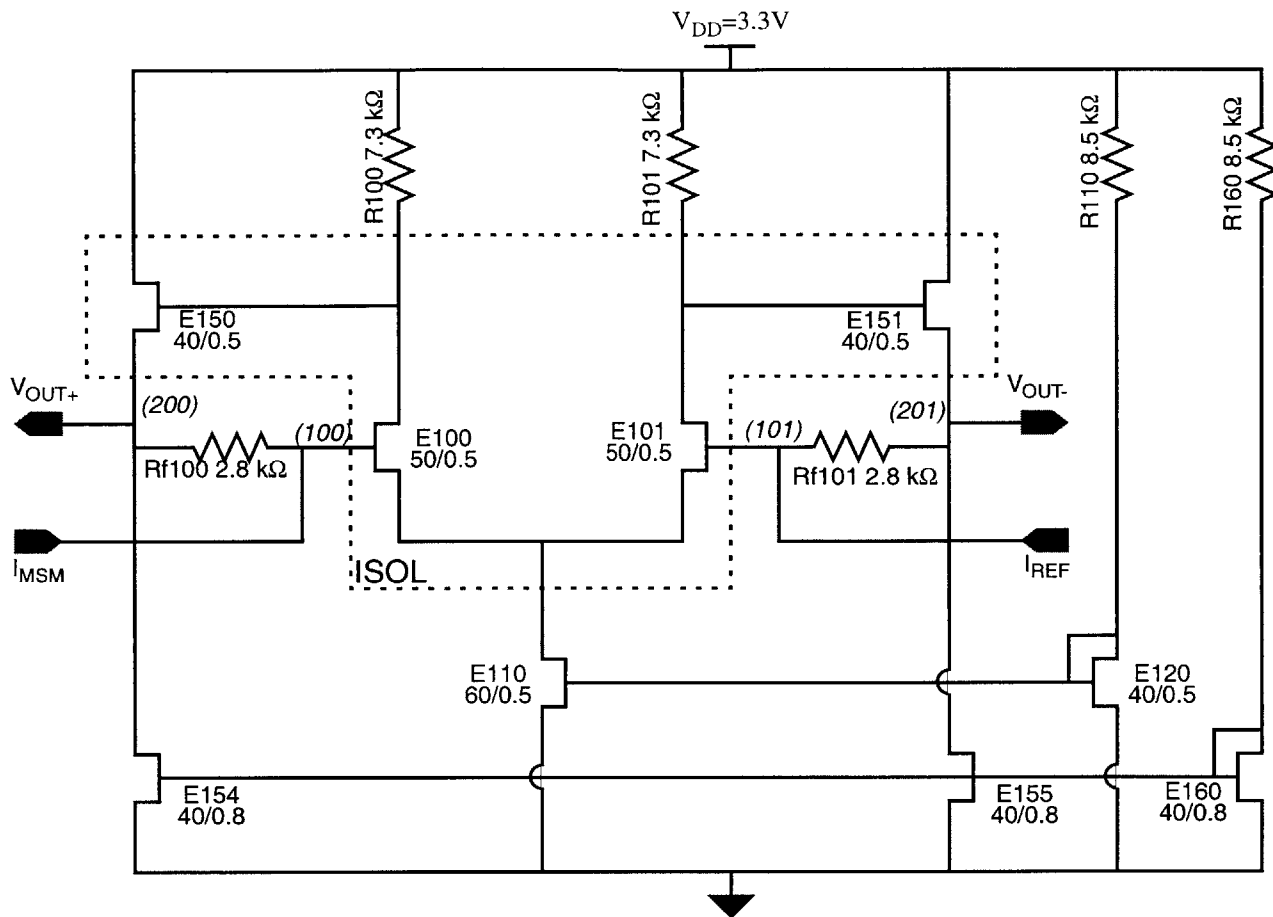 V_DD=3.3V
R100 7.3 kΩ
R101 7.3 kΩ
R110 8.5 kΩ
R160 8.5 kΩ
E150
40/0.5
E151
40/0.5
V_OUT+
(200)
Rf100 2.8 kΩ
(100)
E100
50/0.5
E101
50/0.5
(101)
Rf101 2.8 kΩ
(201)
V_OUT-
I_MSM
ISOL
I_REF
E110
60/0.5
E120
40/0.5
E154
40/0.8
E155
40/0.8
E160
40/0.8